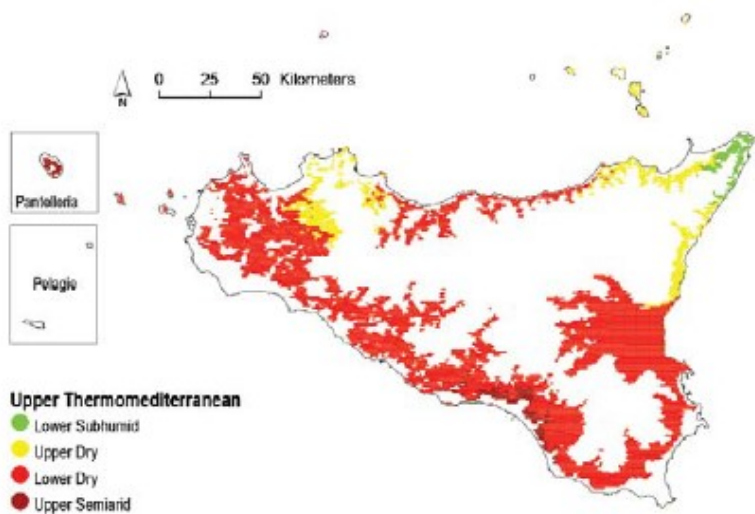 0 25 50 Kilometers
N
Pantelleria
Pelagie
Upper Thermomediterranean
Lower Subhumid
Upper Dry
Lower Dry
Upper Semiarid